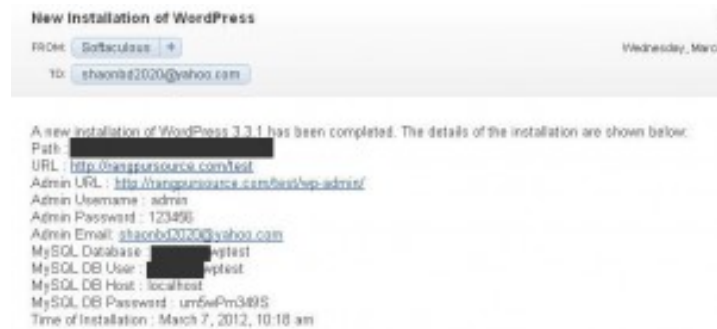 New Installation of WordPress
FROM: Softaculous +
Wednesday, Marc
TO: shaonbd2020@yahoo.com
A new installation of WordPress 3.3.1 has been completed. The details of the installation are shown below:
Path :
URL : http://rangpursource.com/test
Admin URL : http://rangpursource.com/test/wp-admin/
Admin Username : admin
Admin Password : 123456
Admin Email: shaonbd2020@yahoo.com
MySQL Database : wptest
MySQL DB User : wptest
MySQL DB Host : localhost
MySQL DB Password : um5wPm349S
Time of Installation : March 7, 2012, 10:18 am